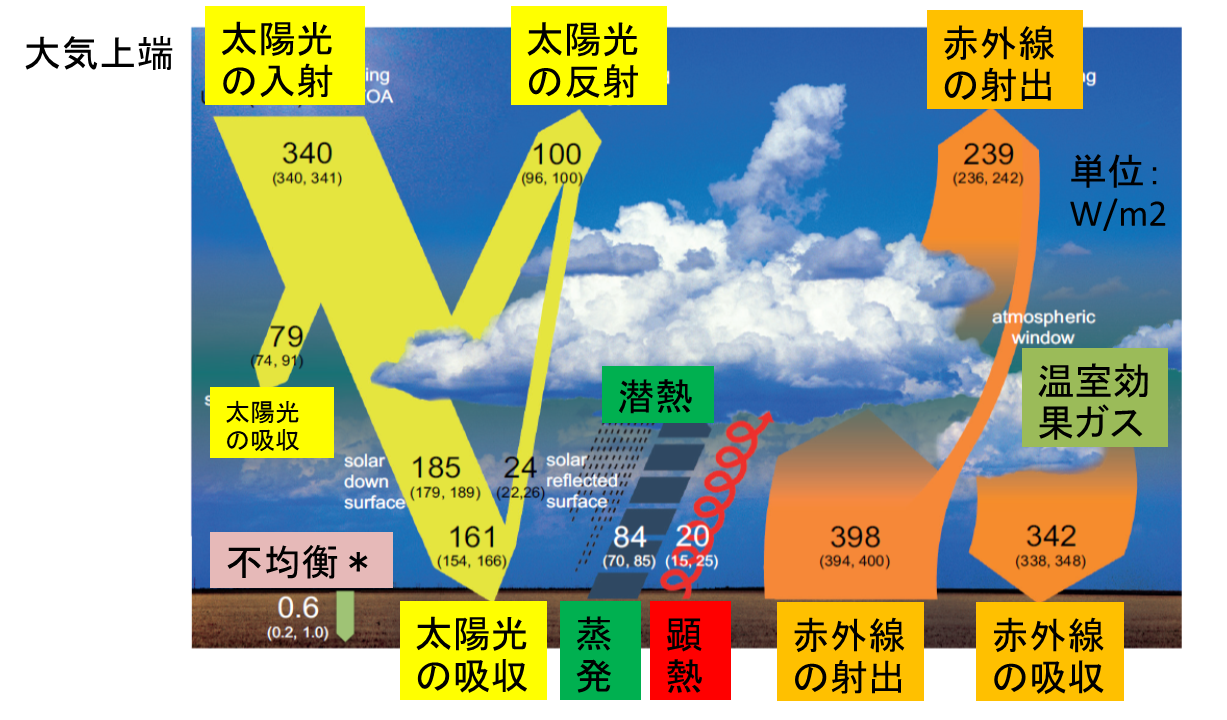 大気上端
太陽光
の入射
ing
OA
太陽光
の反射
赤外線
の射出
ng
340
(340, 341)
100
(96, 100)
239
(236, 242)
単位：
W/m2
79
(74, 91)
atmospheric
window
太陽光
の吸収
潜熱
温室効
果ガス
solar
down
surface
185
(179, 189)
24
(22,26)
solar
reflected
surface
161
(154, 166)
84
(70, 85)
20
(15, 25)
398
(394, 400)
342
(338, 348)
不均衡＊
0.6
(0.2, 1.0)
太陽光
の吸収
蒸
発
顕
熱
赤外線
の射出
赤外線
の吸収